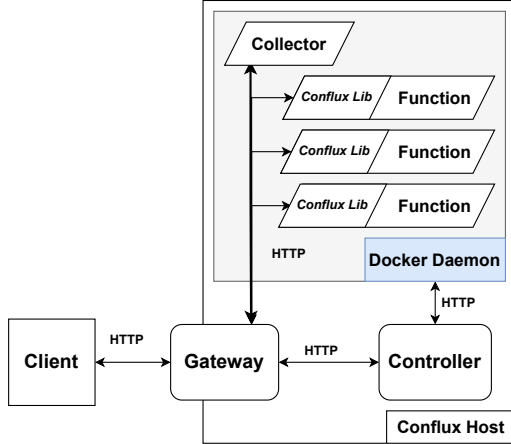 Collector
Conflux Lib Function
Conflux Lib Function
Conflux Lib Function
HTTP
Docker Daemon
HTTP
HTTP
HTTP
Client
Gateway
Controller
Conflux Host